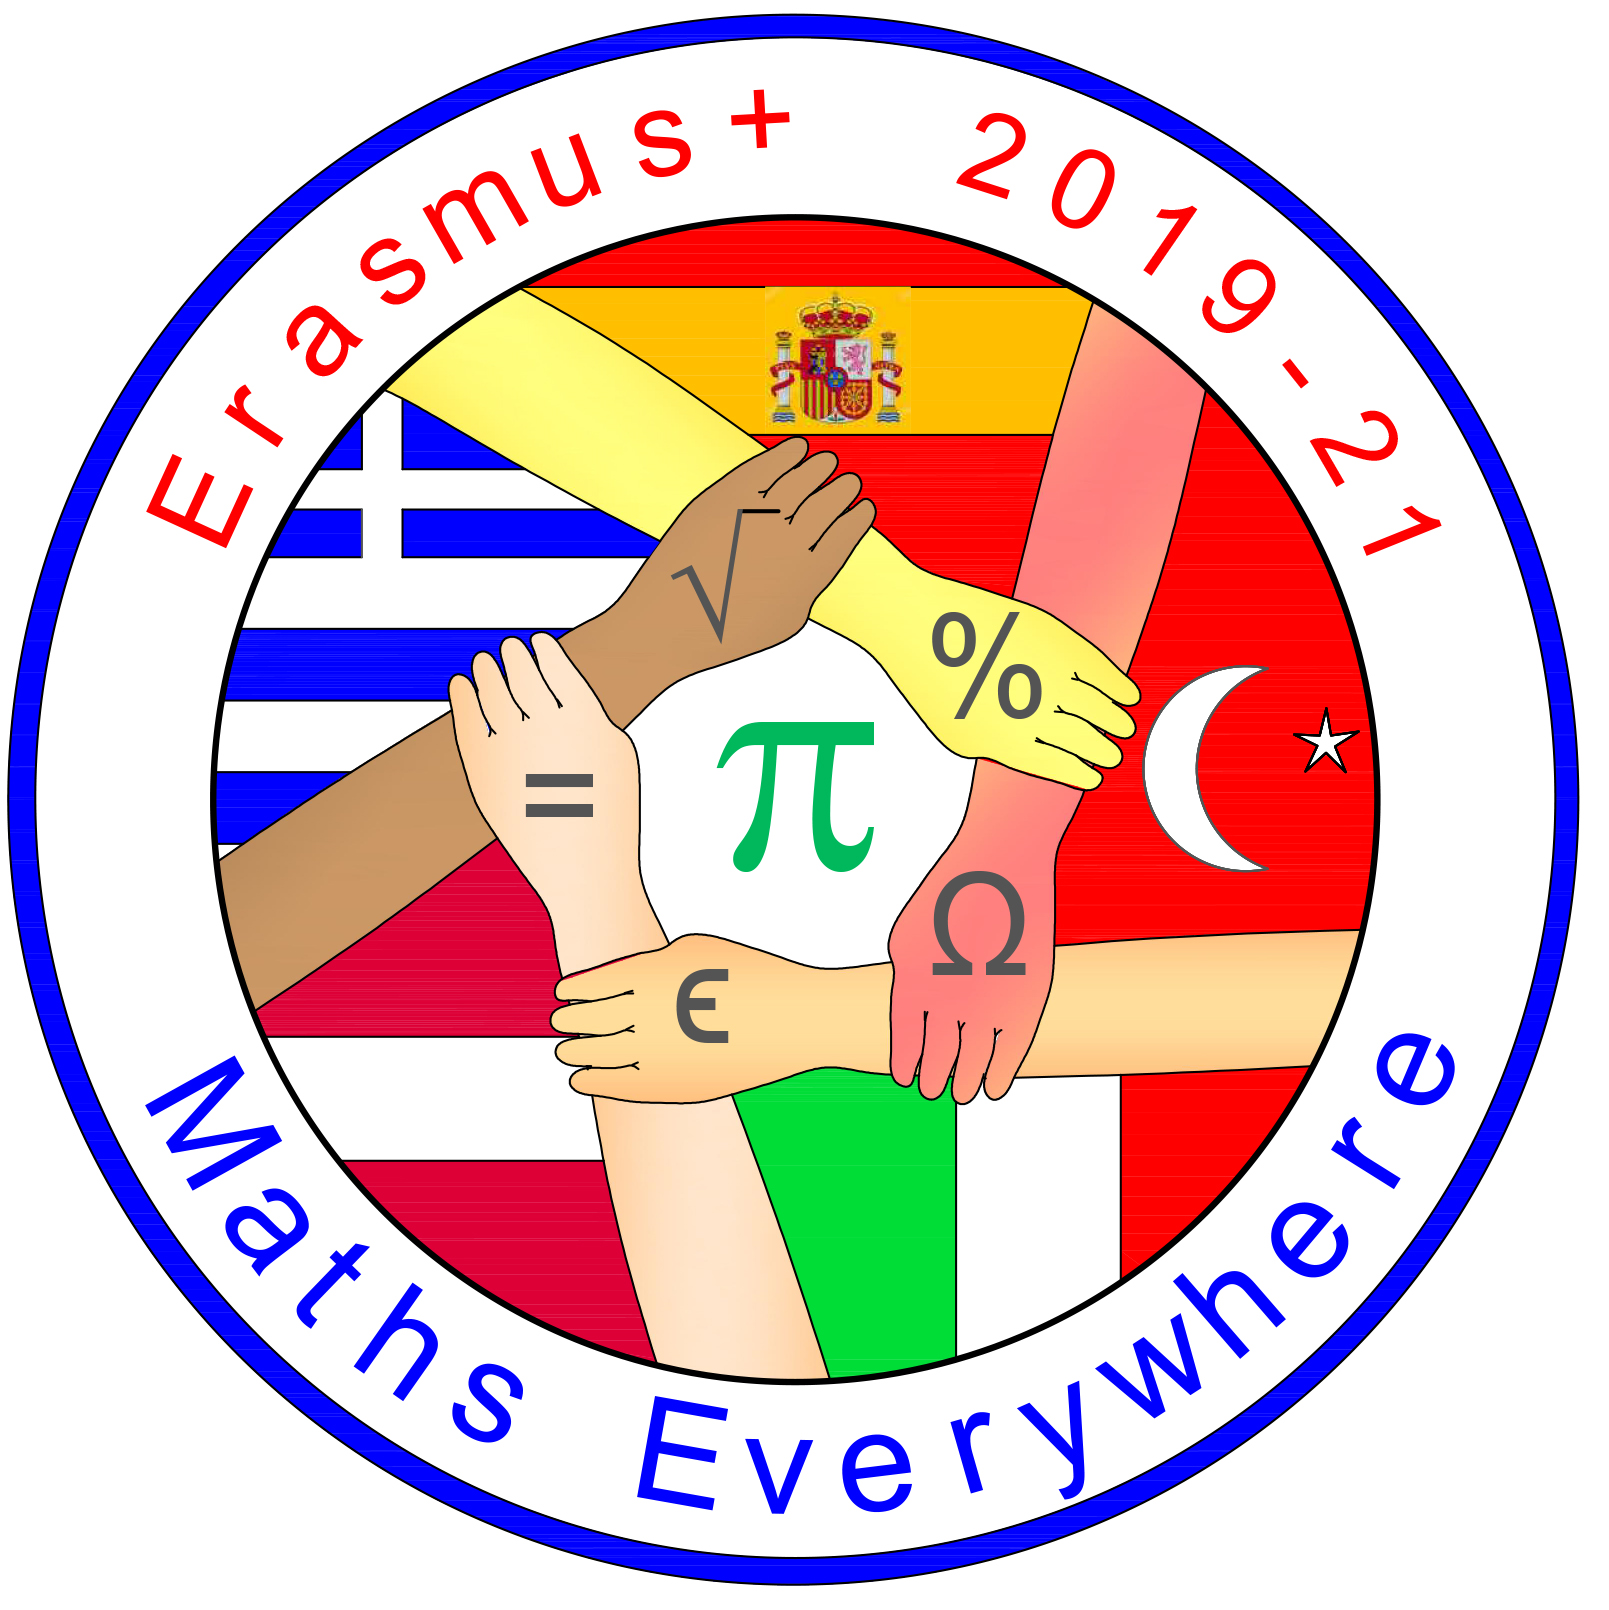 Erasmus+ 2019-21
√
%
=
π
Ω
ϵ
Maths Everywhere